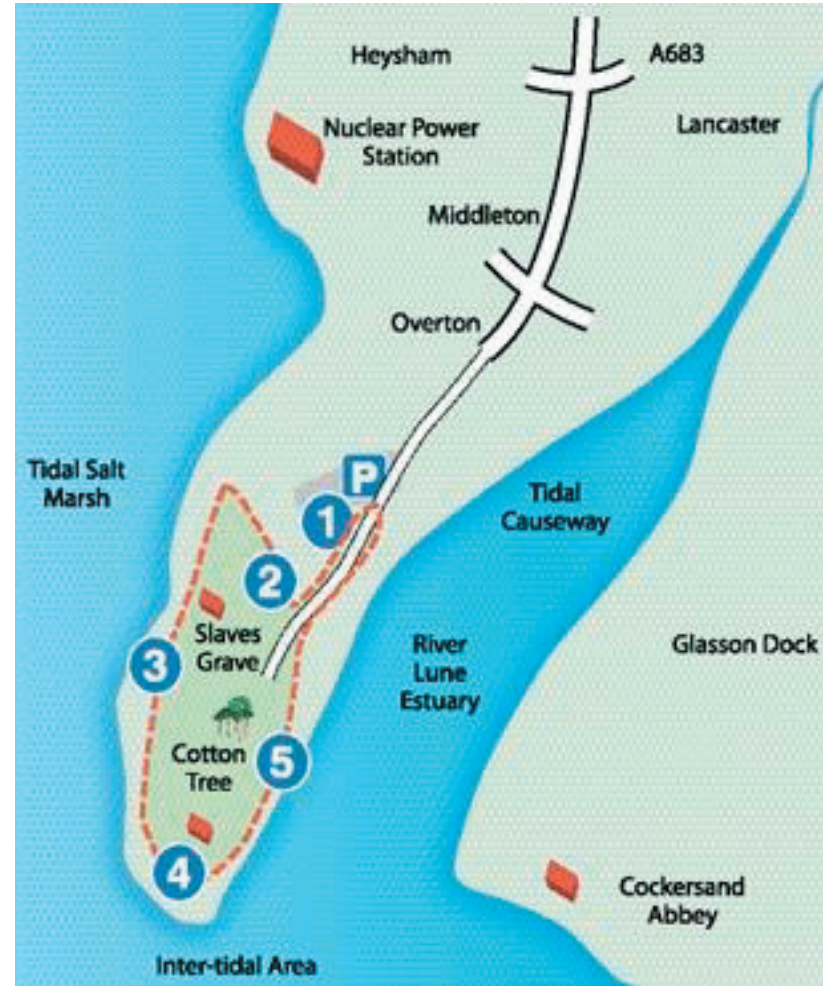 Heysham
A683
Nuclear Power
Station
Lancaster
Middleton
Overton
Tidal Salt
Marsh
P
1
Tidal
Causeway
2
Slaves
Grave
3
River
Lune
Estuary
Glasson Dock
Cotton
Tree
5
4
Cockersand
Abbey
Inter-tidal Area